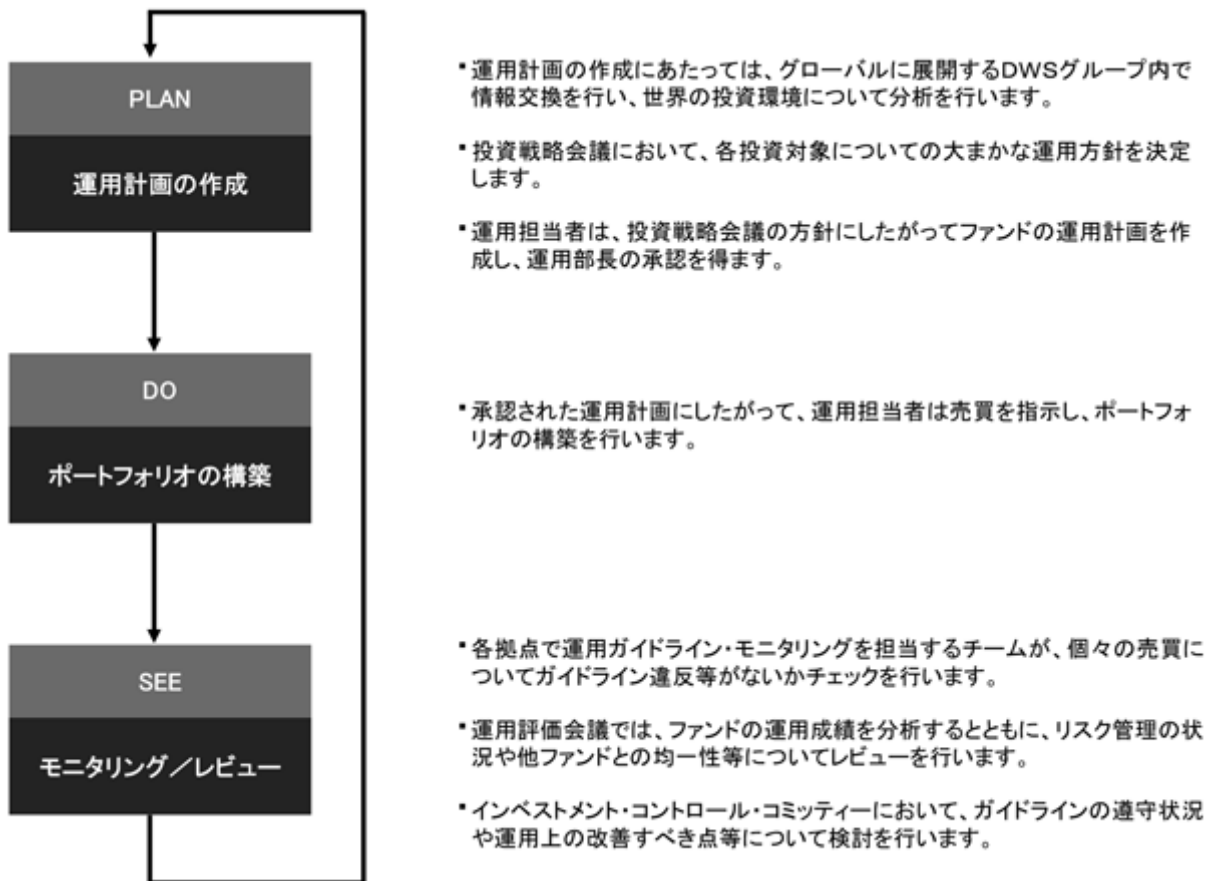 PLAN
運用計画の作成
▪運用計画の作成にあたっては、グローバルに展開するDWSグループ内で
情報交換を行い、世界の投資環境について分析を行います。
▪投資戦略会議において、各投資対象についての大まかな運用方針を決定
します。
▪運用担当者は、投資戦略会議の方針にしたがってファンドの運用計画を作
成し、運用部長の承認を得ます。
DO
ポートフォリオの構築
▪承認された運用計画にしたがって、運用担当者は売買を指示し、ポートフォ
リオの構築を行います。
SEE
モニタリング／レビュー
▪各拠点で運用ガイドライン・モニタリングを担当するチームが、個々の売買に
ついてガイドライン違反等がないかチェックを行います。
▪運用評価会議では、ファンドの運用成績を分析するとともに、リスク管理の状
況や他ファンドとの均一性等についてレビューを行います。
▪インベストメント・コントロール・コミッティーにおいて、ガイドラインの遵守状況
や運用上の改善すべき点等について検討を行います。